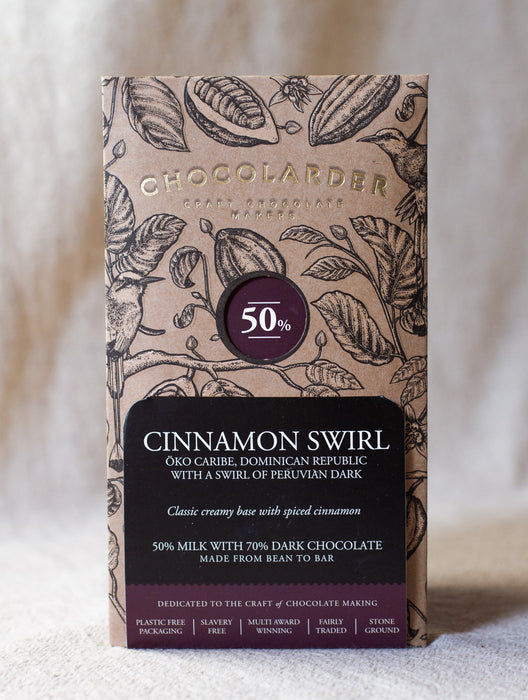 CHOCOLARDER
CRAFT CHOCOLATE
MAKERS
50%
CINNAMON SWIRL
ÖKO CARIBE, DOMINICAN REPUBLIC
WITH A SWIRL OF PERUVIAN DARK
Classic creamy base with spiced cinnamon
50% MILK WITH 70% DARK CHOCOLATE
MADE FROM BEAN TO BAR
DEDICATED TO THE CRAFT of CHOCOLATE MAKING
PLASTIC FREE PACKAGING | SLAVERY FREE | MULTI AWARD WINNING | FAIRLY TRADED | STONE GROUND